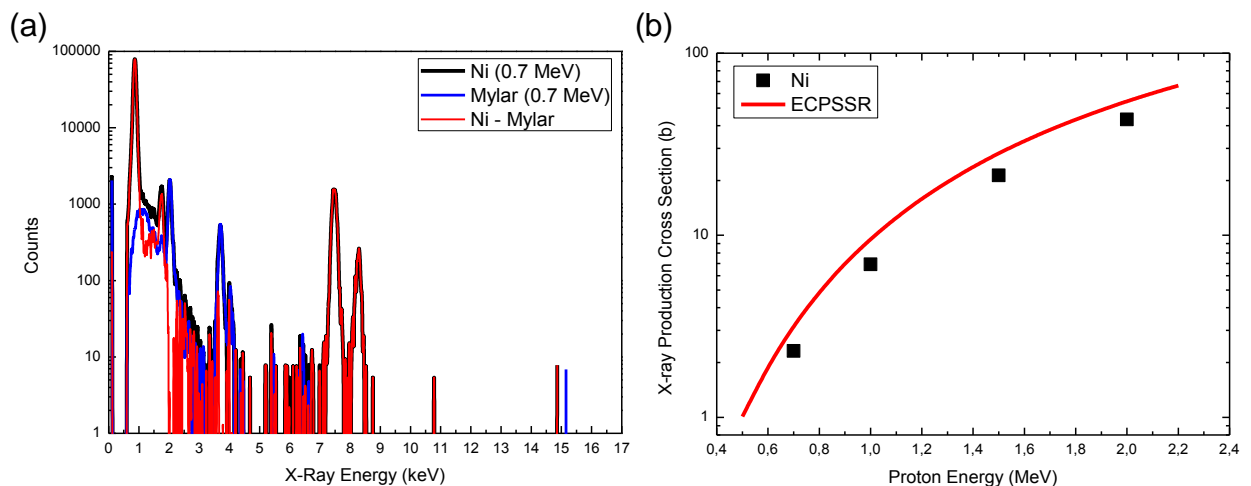 (a)
100000
10000
1000
100
10
1
Counts
Ni (0.7 MeV)
Mylar (0.7 MeV)
Ni - Mylar
0 1 2 3 4 5 6 7 8 9 10 11 12 13 14 15 16 17
X-Ray Energy (keV)
(b)
100
10
1
X-ray Production Cross Section (b)
Ni
ECPSSR
0,4 0,6 0,8 1,0 1,2 1,4 1,6 1,8 2,0 2,2 2,4
Proton Energy (MeV)